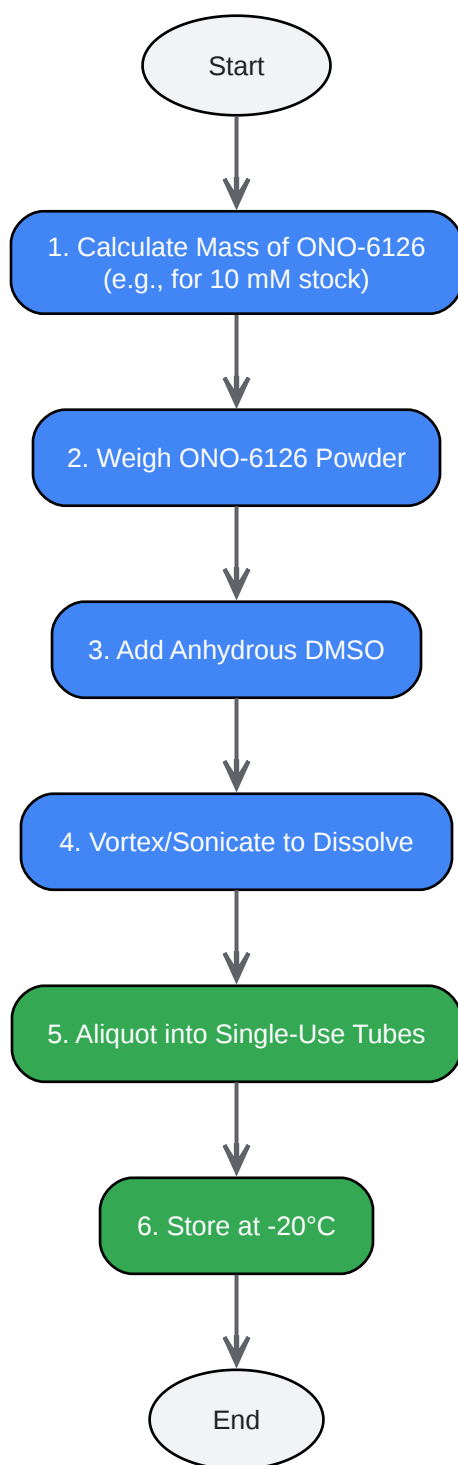 Start
1. Calculate Mass of ONO-6126
(e.g., for 10 mM stock)
2. Weigh ONO-6126 Powder
3. Add Anhydrous DMSO
4. Vortex/Sonicate to Dissolve
5. Aliquot into Single-Use Tubes
6. Store at -20°C
End